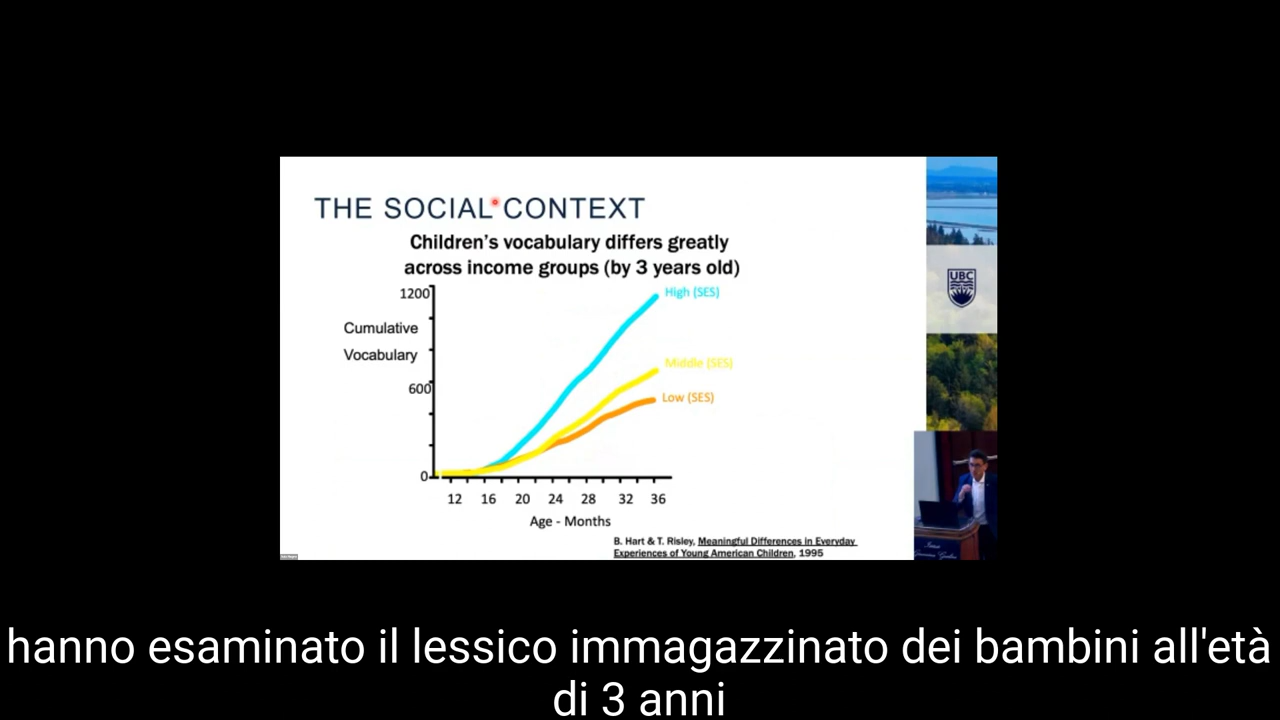 THE SOCIAL CONTEXT
Children's vocabulary differs greatly
across income groups (by 3 years old)
1200
High (SES)
Cumulative
Vocabulary
Middle (SES)
600
Low (SES)
0
12 16 20 24 28 32 36
Age - Months
B. Hart & T. Risley, Meaningful Differences in Everyday
Experiences of Young American Children, 1995
UBC
hanno esaminato il lessico immagazzinato dei bambini all'età
di 3 anni